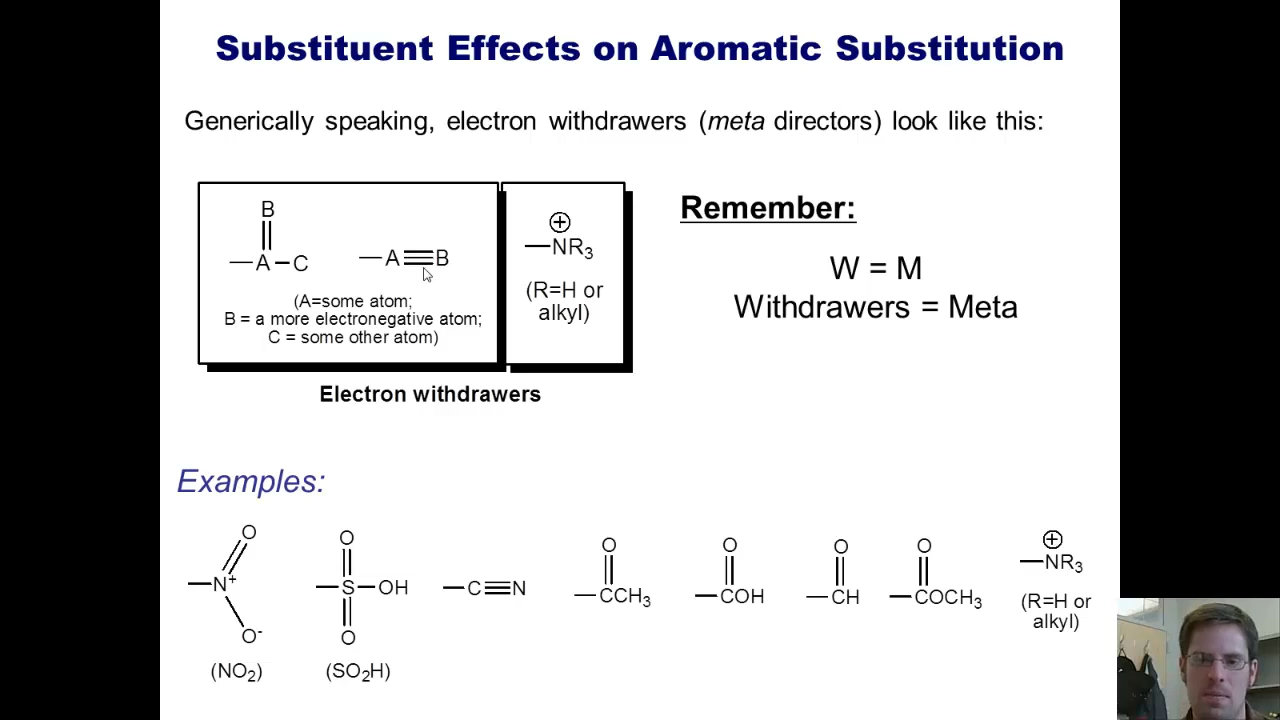 Substituent Effects on Aromatic Substitution
Generically speaking, electron withdrawers (meta directors) look like this:
B
—A—C
—A≡B
(A=some atom;
B = a more electronegative atom;
C = some other atom)
⊕
—NR₃
(R=H or
alkyl)
Electron withdrawers
Remember:
W = M
Withdrawers = Meta
Examples:
O
—N⁺
O⁻
(NO₂)
O
—S—OH
O
(SO₂H)
—C≡N
O
—CCH₃
O
—COH
O
—CH
O
—COCH₃
⊕
—NR₃
(R=H or
alkyl)